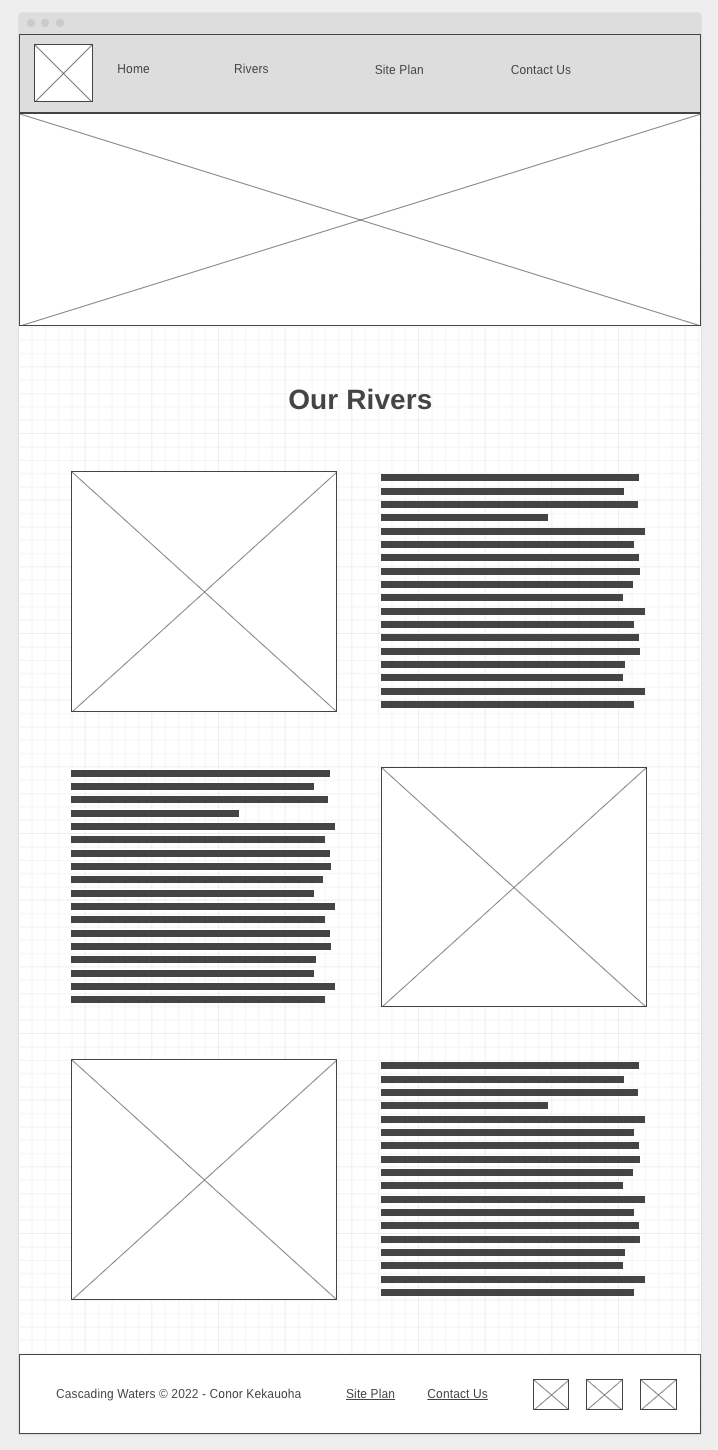 Home Rivers Site Plan Contact Us
Our Rivers
Cascading Waters © 2022 - Conor Kekauoha Site Plan Contact Us